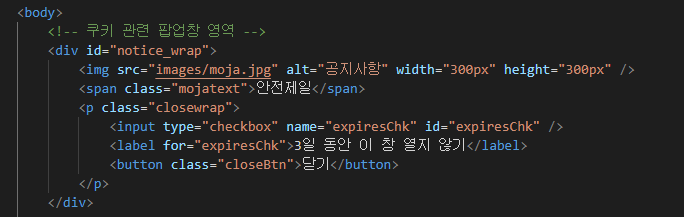 <body>
<!-- 쿠키 관련 팝업창 영역 -->
<div id="notice_wrap">
<img src="images/moja.jpg" alt="공지사항" width="300px" height="300px" />
<span class="mojatext">안전제일</span>
<p class="closewrap">
<input type="checkbox" name="expiresChk" id="expiresChk" />
<label for="expiresChk">3일 동안 이 창 열지 않기</label>
<button class="closeBtn">닫기</button>
</p>
</div>